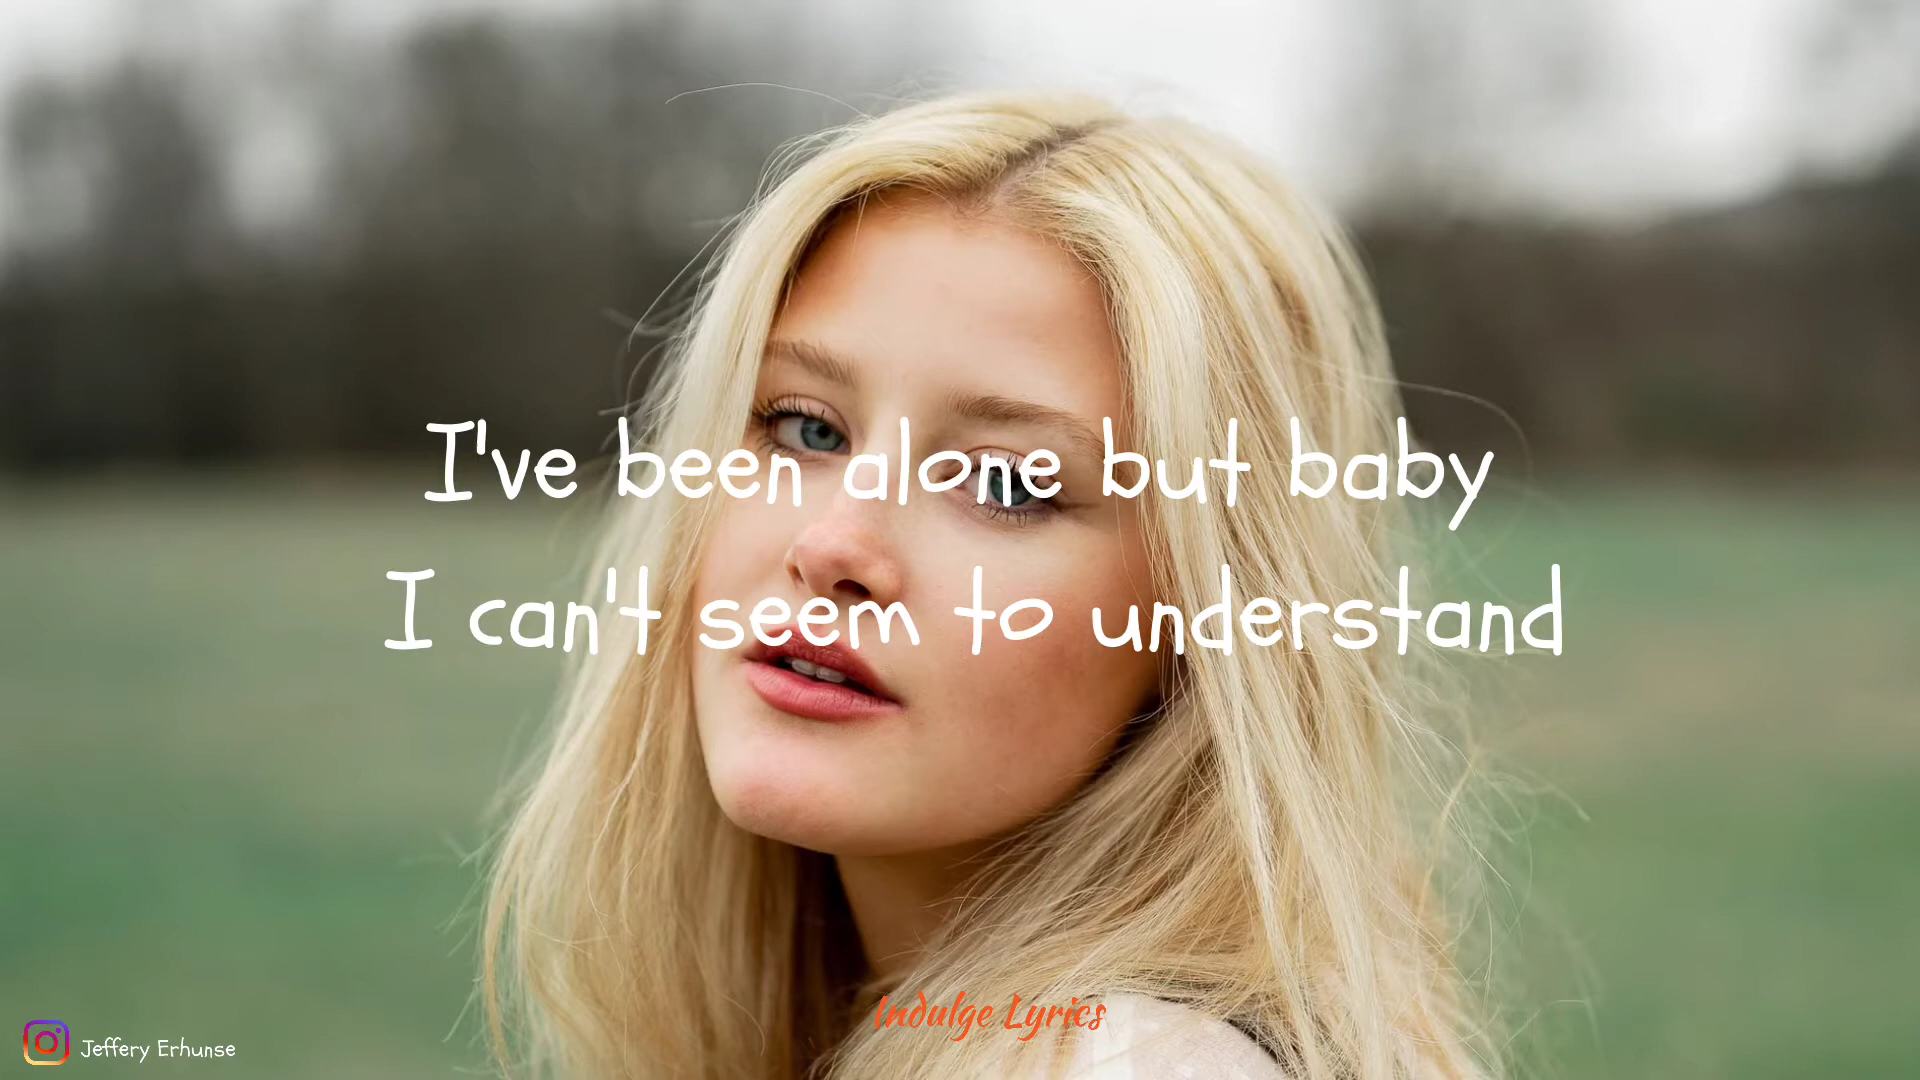 I've been alone but baby
I can't seem to understand
Indulge Lyrics
Jeffery Erhunse